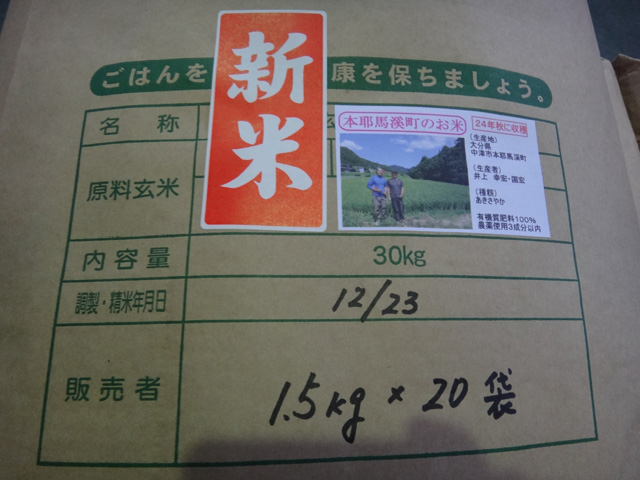 ごはんを
康を保ちましょう。
新米
名 称
本耶馬溪町のお米
24年秋に収穫
(生産地)
大分県
中津市本耶馬溪町
(生産者)
井上 幸宏・国宏
(種類)
あきさやか
有機質肥料100%
農薬使用3成分以内
原料玄米
内容量
30kg
調製・精米年月日
12/23
販売者
1.5kg × 20 袋